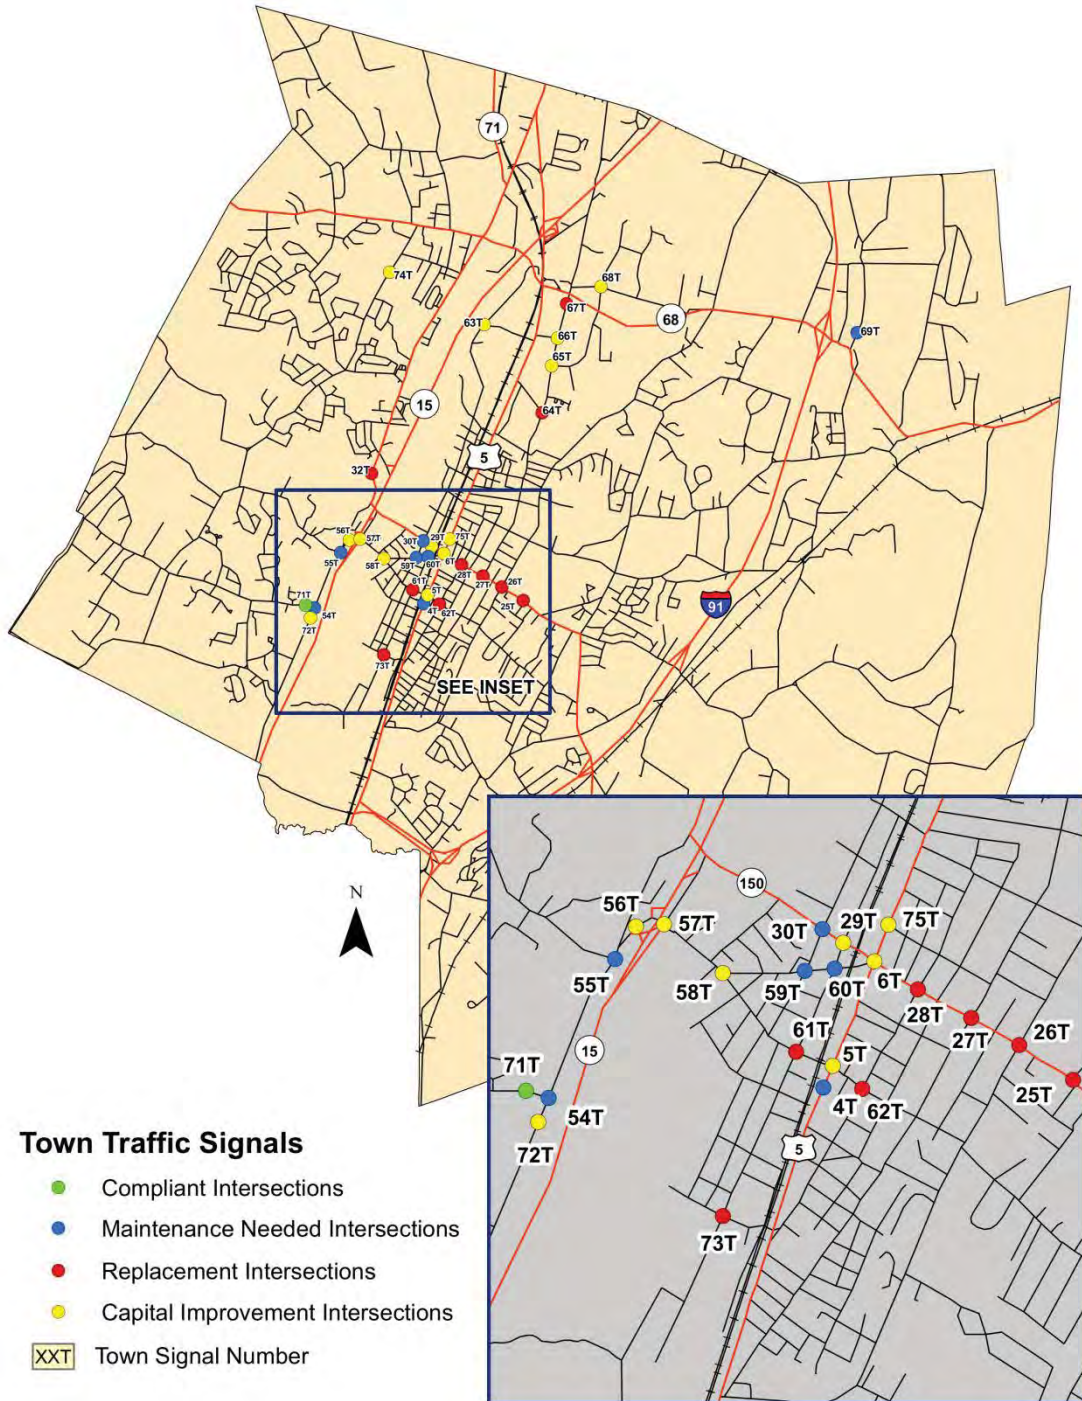 71
74T
68T
67T
63T
68
66T
69T
65T
15
64T
5
32T
56T
57T
30T
29T
75T
55T
58T
59T
60T
6T
28T
27T
26T
61T
5T
25T
91
71T
54T
4T
62T
72T
73T
SEE INSET
N
150
56T
57T
30T
29T
75T
55T
58T
59T
60T
6T
28T
27T
26T
61T
15
5T
71T
25T
4T
62T
54T
72T
5
73T
Town Traffic Signals
Compliant Intersections
Maintenance Needed Intersections
Replacement Intersections
Capital Improvement Intersections
XXT Town Signal Number